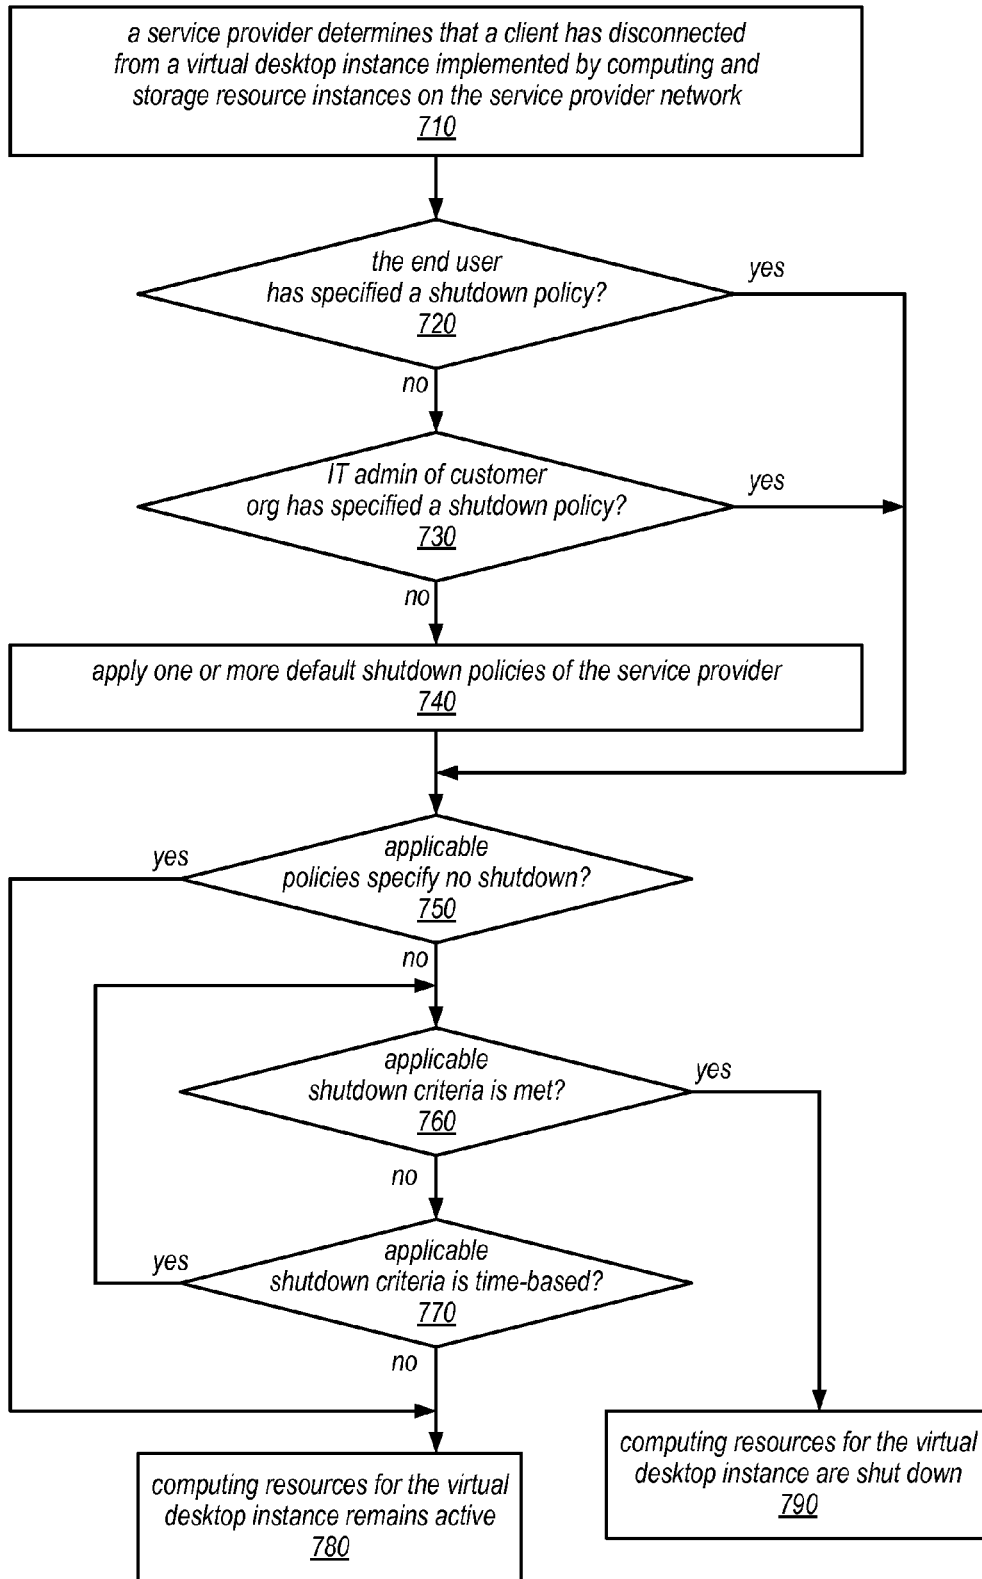 a service provider determines that a client has disconnected
from a virtual desktop instance implemented by computing and
storage resource instances on the service provider network
710
the end user
has specified a shutdown policy?
720
yes
no
IT admin of customer
org has specified a shutdown policy?
730
yes
no
apply one or more default shutdown policies of the service provider
740
applicable
policies specify no shutdown?
750
yes
no
applicable
shutdown criteria is met?
760
yes
no
applicable
shutdown criteria is time-based?
770
yes
no
computing resources for the virtual
desktop instance remains active
780
computing resources for the virtual
desktop instance are shut down
790